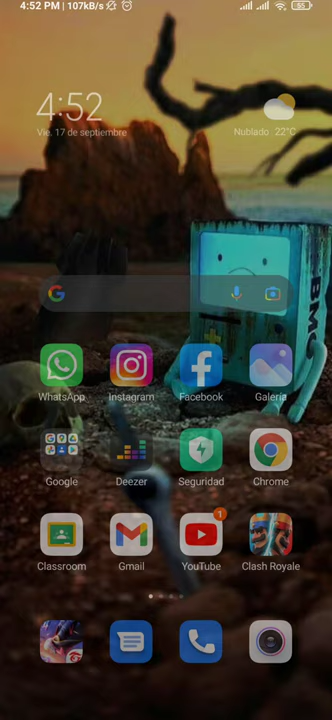 4:52 PM | 107kB/s
55
4:52
Vie. 17 de septiembre
Nublado 22°C
BMO
WhatsApp
Instagram
Facebook
Galería
Google
Deezer
Seguridad
Chrome
1
Classroom
Gmail
YouTube
Clash Royale